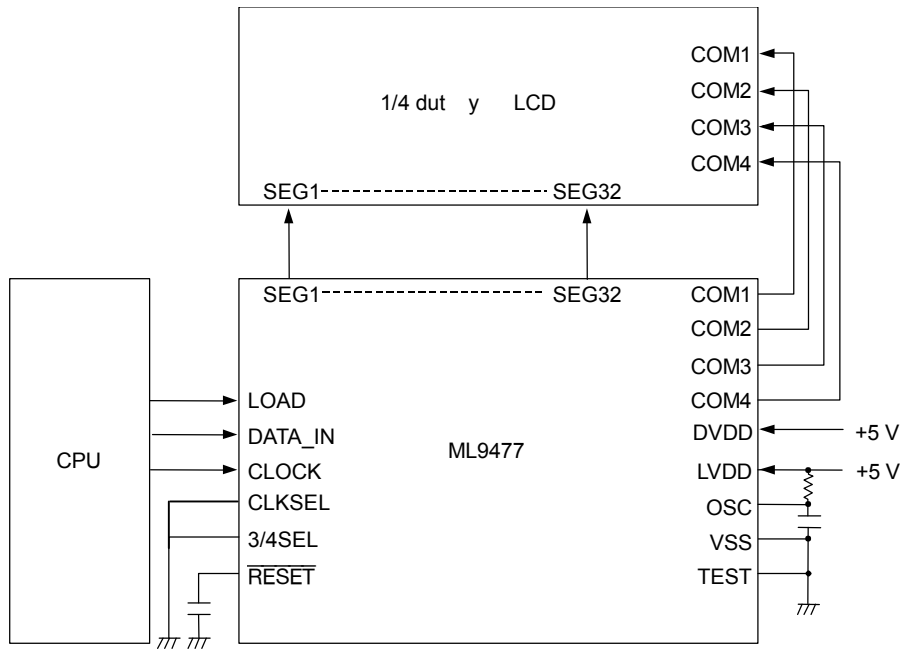 COM1
COM2
1/4 dut y LCD
COM3
COM4
SEG1 SEG32
SEG1 SEG32
COM1
COM2
COM3
LOAD
COM4
DATA_IN
DVDD
+5 V
CPU
ML9477
CLOCK
LVDD
+5 V
CLKSEL
OSC
3/4SEL
VSS
RESET
TEST